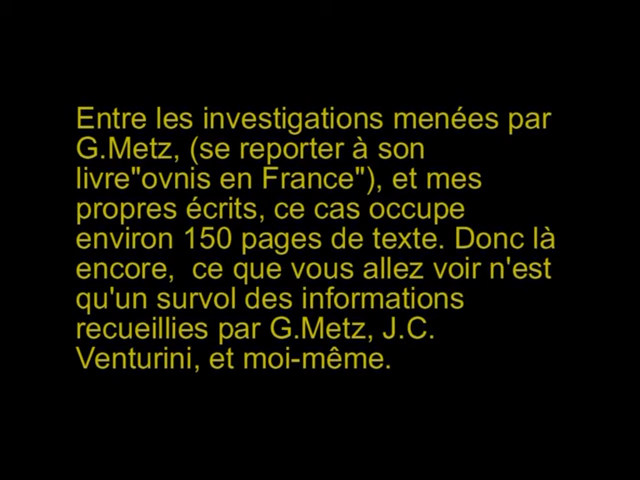 Entre les investigations menées par
G.Metz, (se reporter à son
livre"ovnis en France"), et mes
propres écrits, ce cas occupe
environ 150 pages de texte. Donc là
encore,  ce que vous allez voir n'est
qu'un survol des informations
recueillies par G.Metz, J.C.
Venturini, et moi-même.